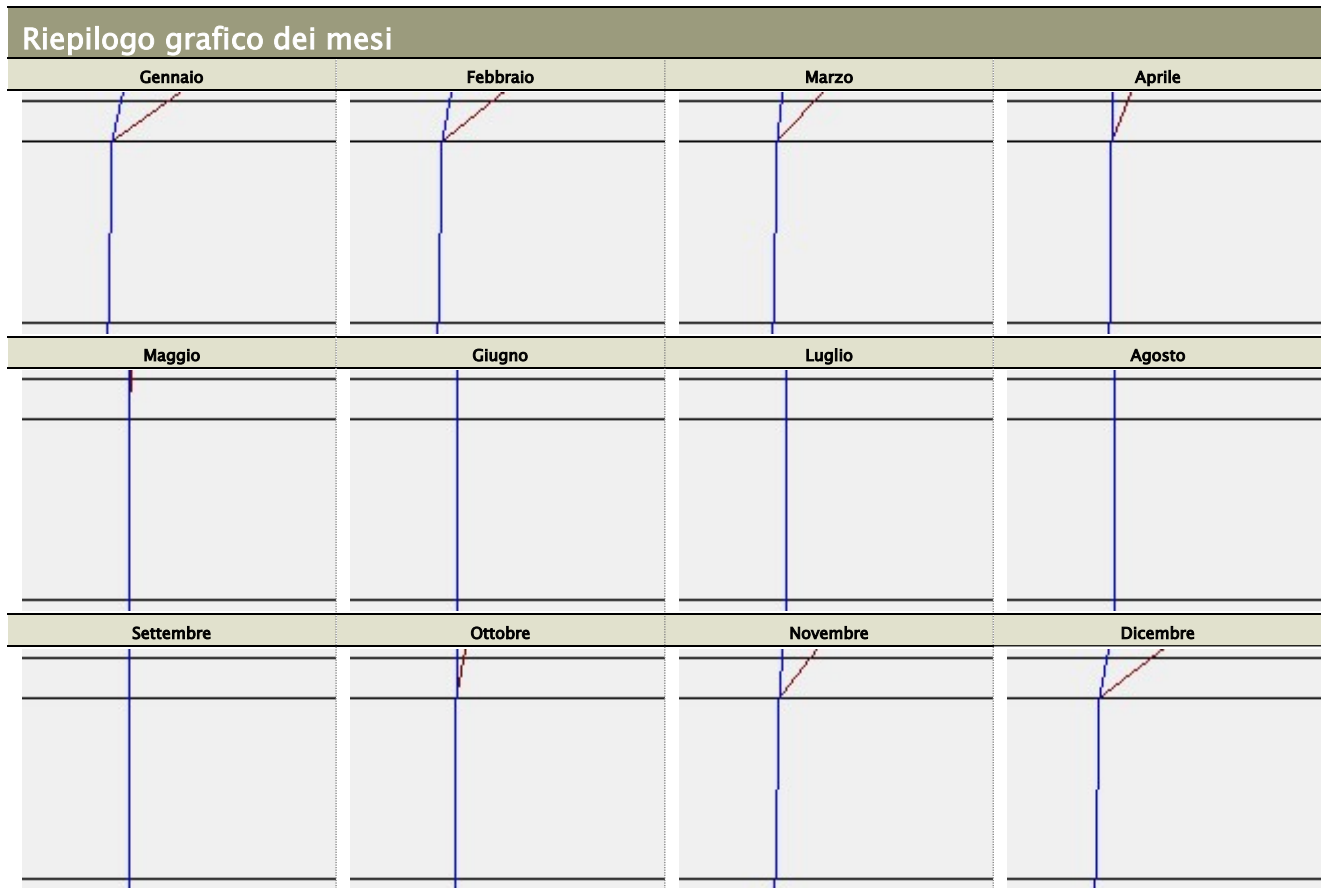 Riepilogo grafico dei mesi
Gennaio Febbraio Marzo Aprile
Maggio Giugno Luglio Agosto
Settembre Ottobre Novembre Dicembre